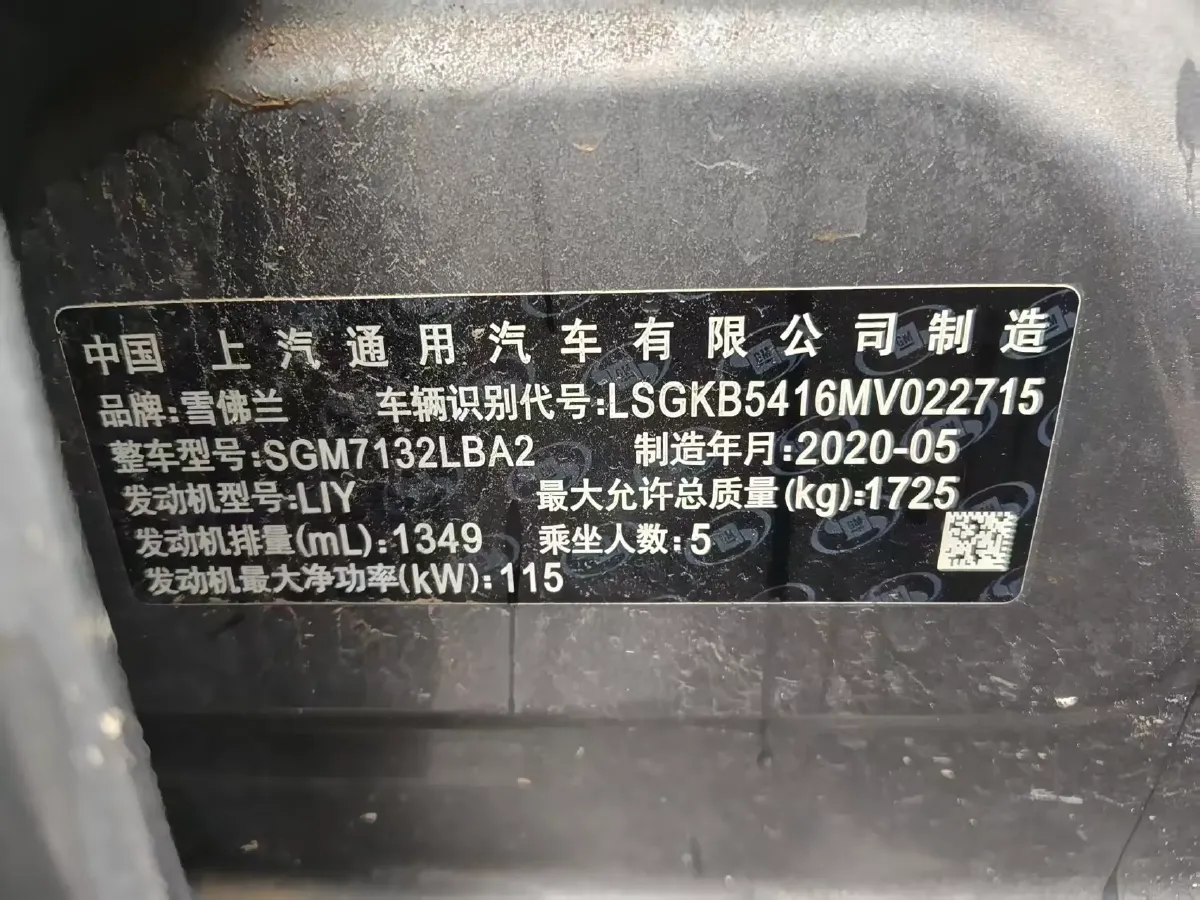 中国 上汽通用汽车有限公司制造
品牌:雪佛兰 车辆识别代号:LSGKB5416MV022715
整车型号:SGM7132LBA2 制造年月:2020-05
发动机型号:LIY 最大允许总质量(kg):1725
发动机排量(mL):1349 乘坐人数:5
发动机最大净功率(kW):115
GM